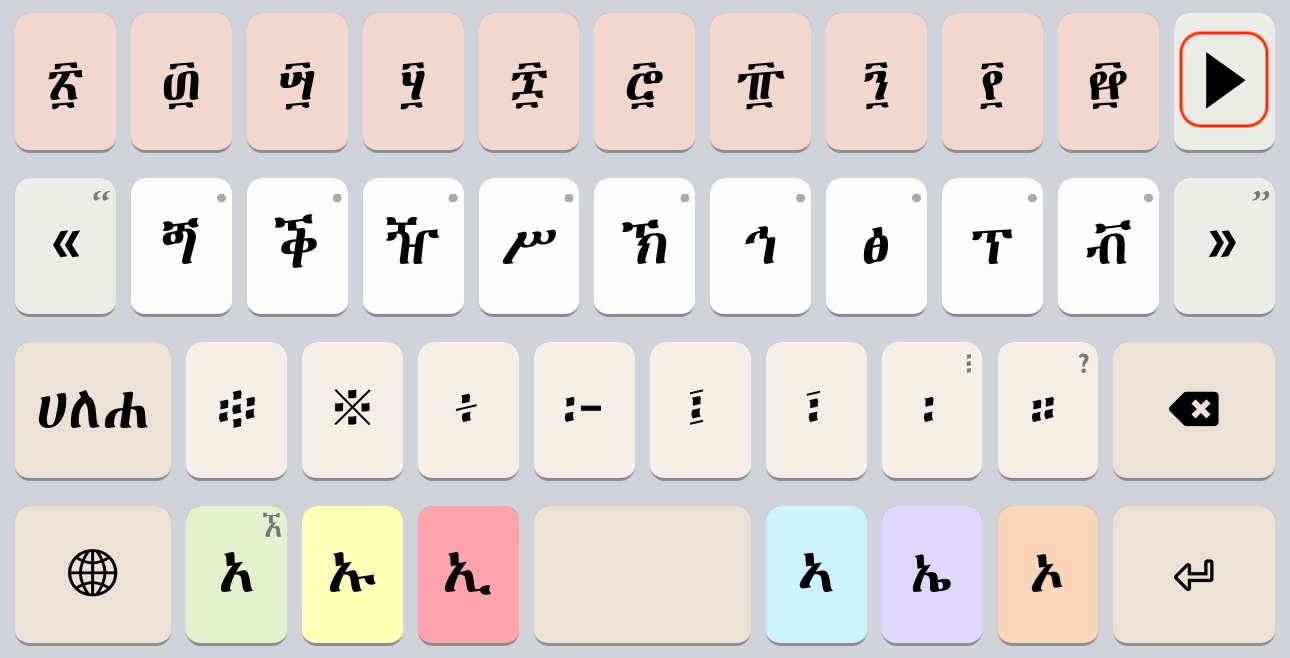 ፳ ፴ ፵ ፶ ፷ ፸ ፹ ፺ ፻ ፼
« “ ጝ ቕ ዥ ሥ ኽ ኅ ፅ ፕ ቭ » ”
ሀለሐ ፨ ※ ፥ ፦ ፤ ፣ ፡ ፧ ። ?
አ ኧ ኡ ኢ ኣ ኤ ኦ